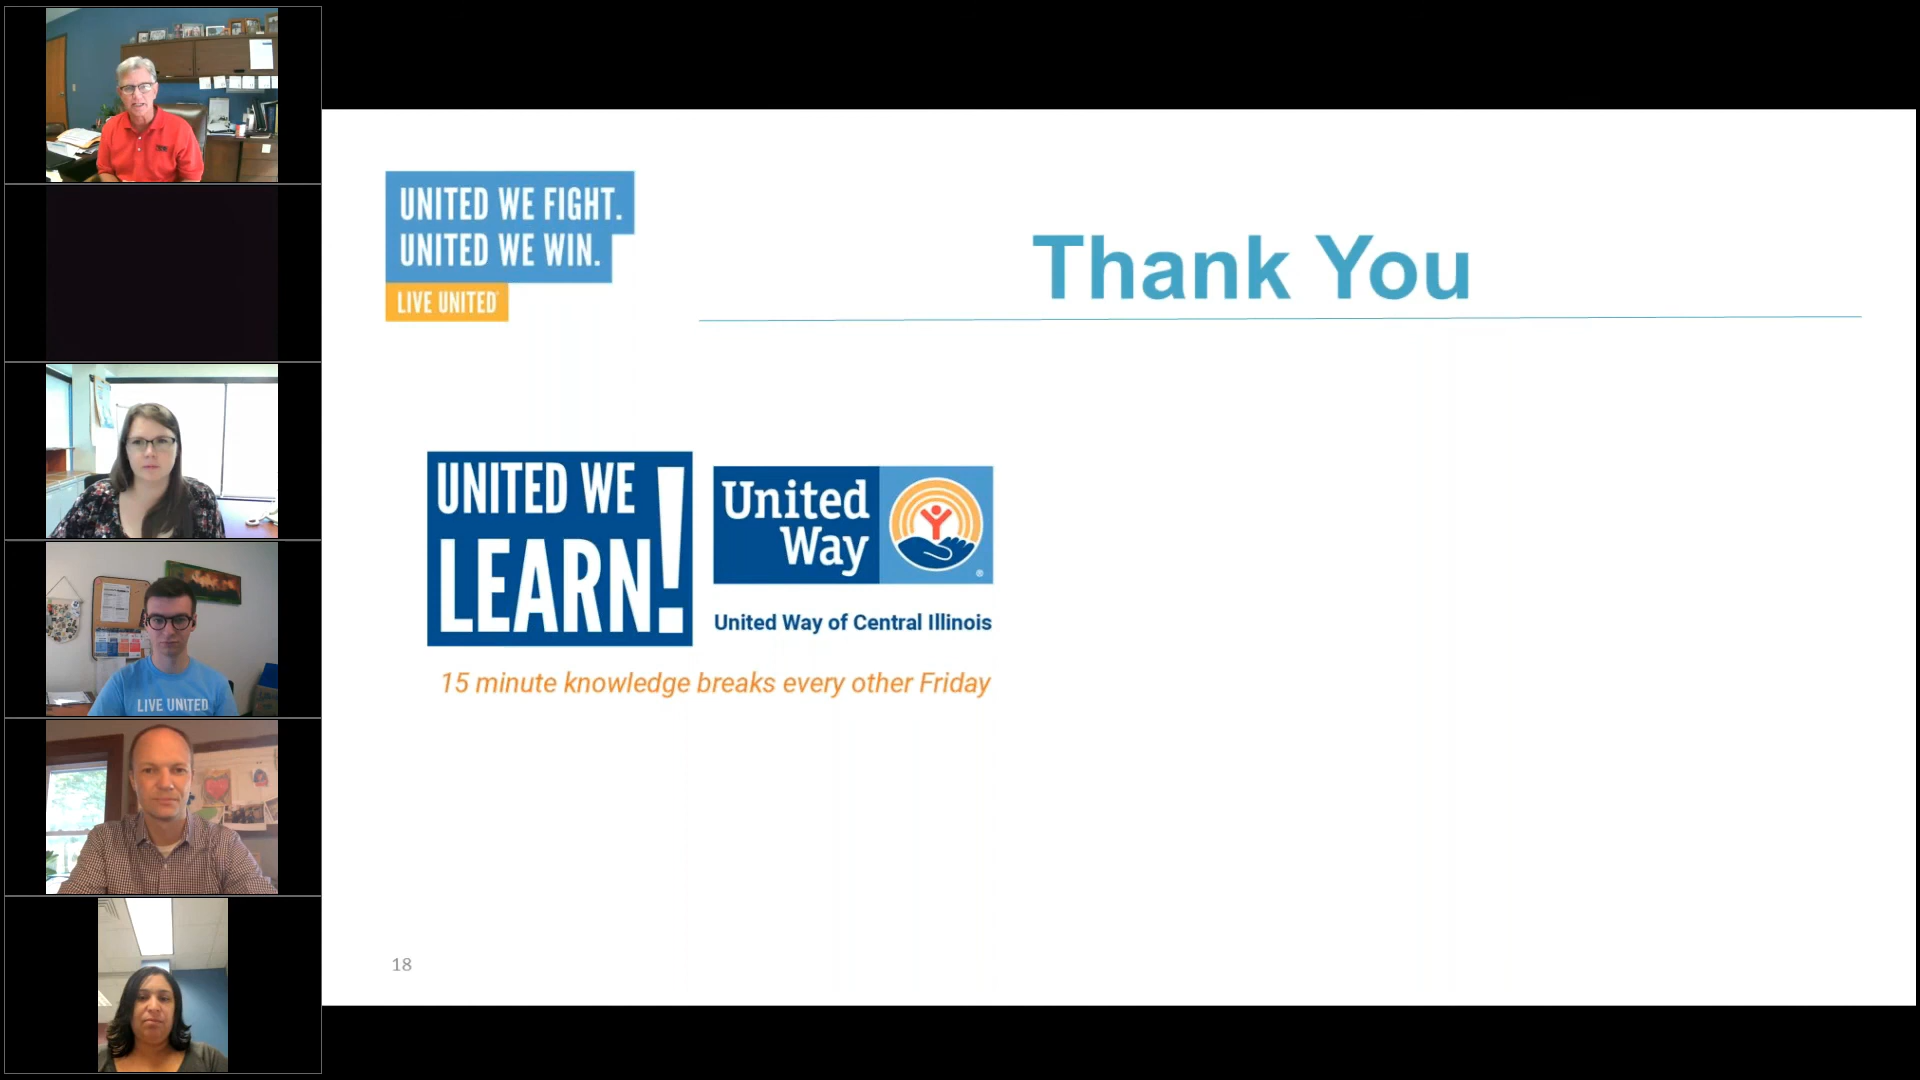 UNITED WE FIGHT.
UNITED WE WIN.
LIVE UNITED
Thank You
UNITED WE
LEARN!
United
Way
®
United Way of Central Illinois
15 minute knowledge breaks every other Friday
18
LIVE UNITED